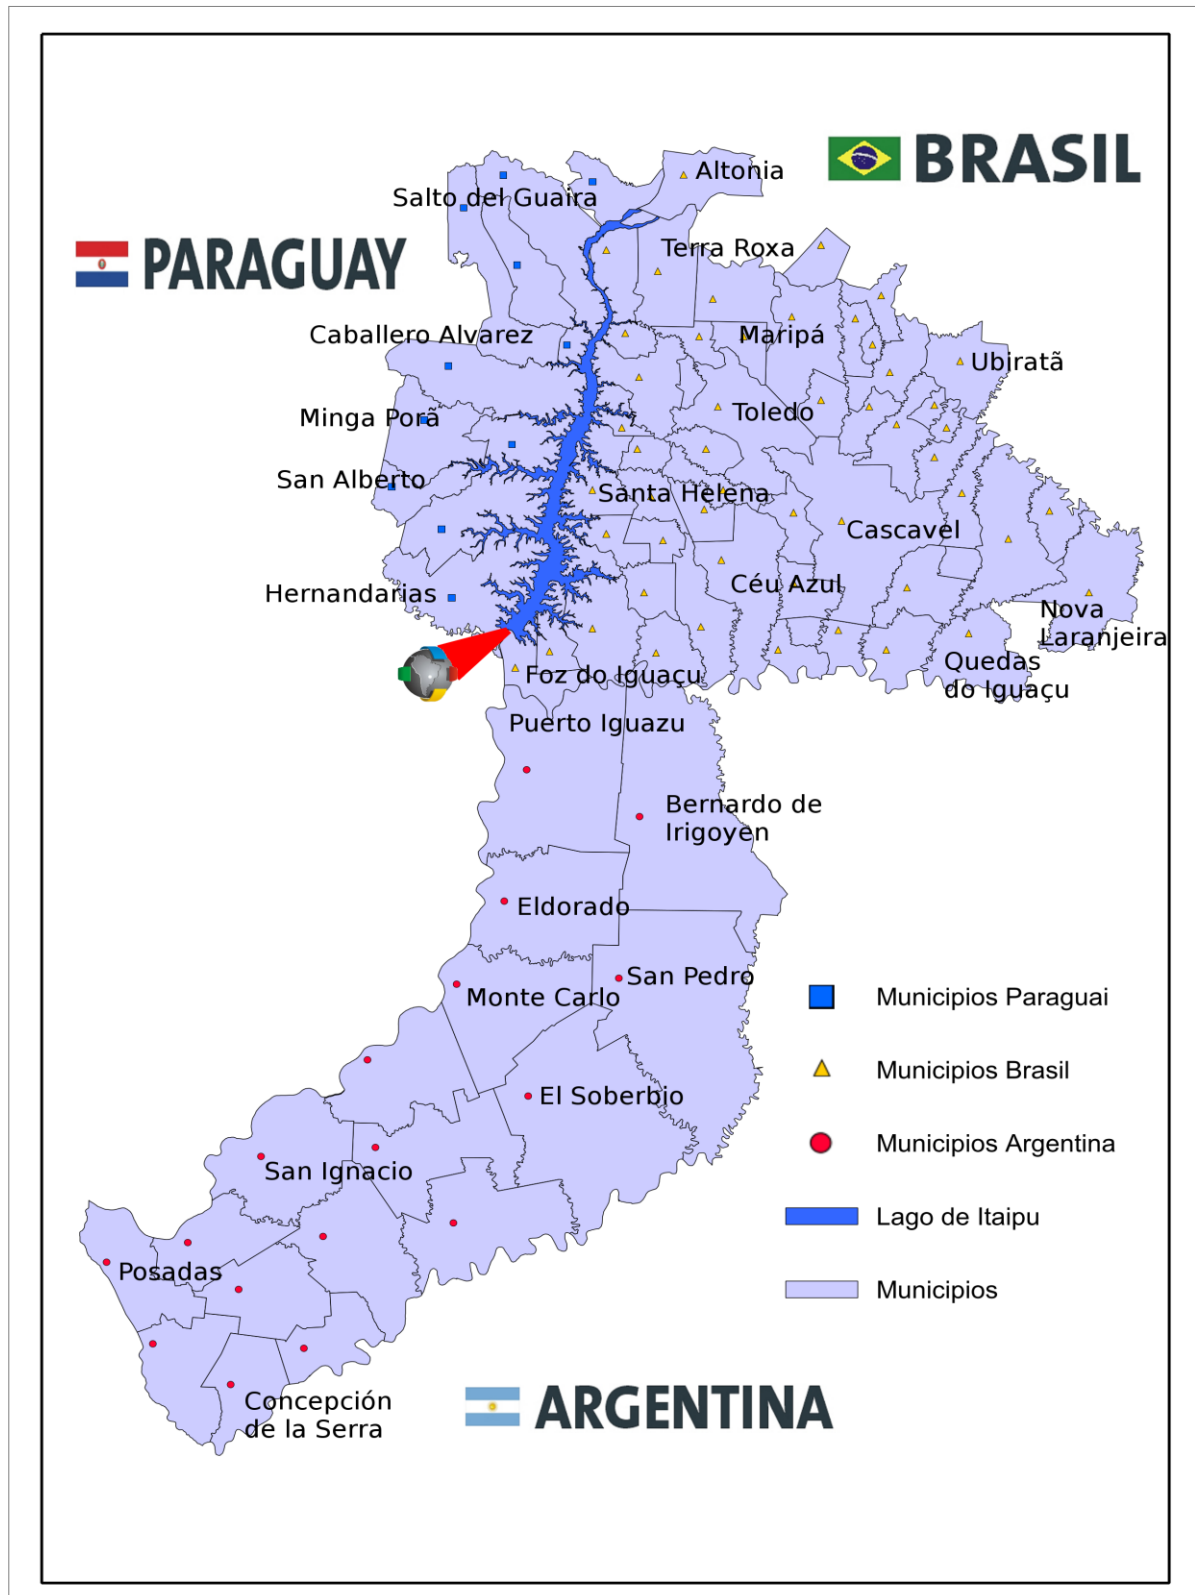 BRASIL
Altonia
Salto del Guaira
PARAGUAY
Terra Roxa
Caballero Alvarez
Maripá
Ubiratã
Minga Porã
Toledo
San Alberto
Santa Helena
Cascavel
Hernandarias
Céu Azul
Nova
Laranjeira
Foz do Iguaçu
Quedas
do Iguaçu
Puerto Iguazu
Bernardo de
Irigoyen
Eldorado
San Pedro
Monte Carlo
El Soberbio
San Ignacio
Posadas
Concepción
de la Serra
ARGENTINA
Municipios Paraguai
Municipios Brasil
Municipios Argentina
Lago de Itaipu
Municipios